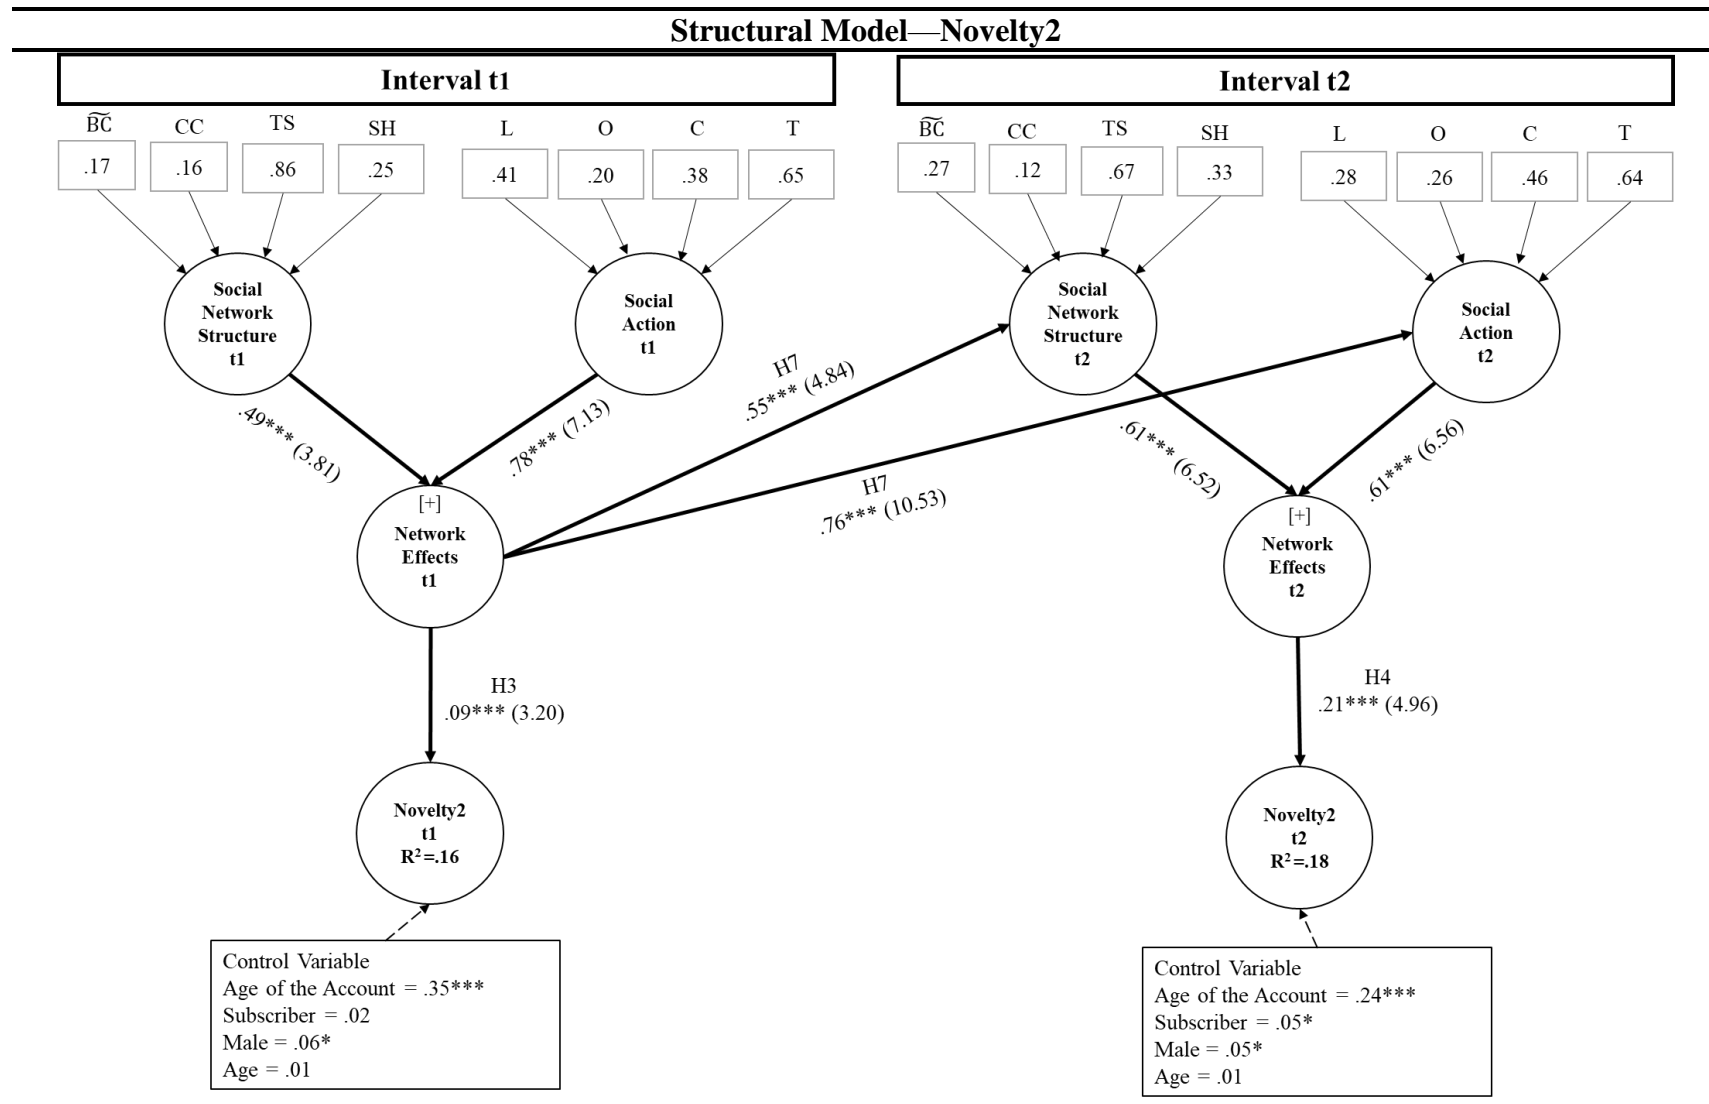 Structural Model—Novelty2
Interval t1
Interval t2
B͂C CC TS SH L O C T
.17 .16 .86 .25 .41 .20 .38 .65
B͂C CC TS SH L O C T
.27 .12 .67 .33 .28 .26 .46 .64
Social
Network
Structure
t1
Social
Action
t1
Social
Network
Structure
t2
Social
Action
t2
.49*** (3.81)
.78*** (7.13)
H7
.55*** (4.84)
H7
.76*** (10.53)
.61*** (6.52)
.61*** (6.56)
[+]
Network
Effects
t1
[+]
Network
Effects
t2
H3
.09*** (3.20)
H4
.21*** (4.96)
Novelty2
t1
R²=.16
Novelty2
t2
R²=.18
Control Variable
Age of the Account = .35***
Subscriber = .02
Male = .06*
Age = .01
Control Variable
Age of the Account = .24***
Subscriber = .05*
Male = .05*
Age = .01